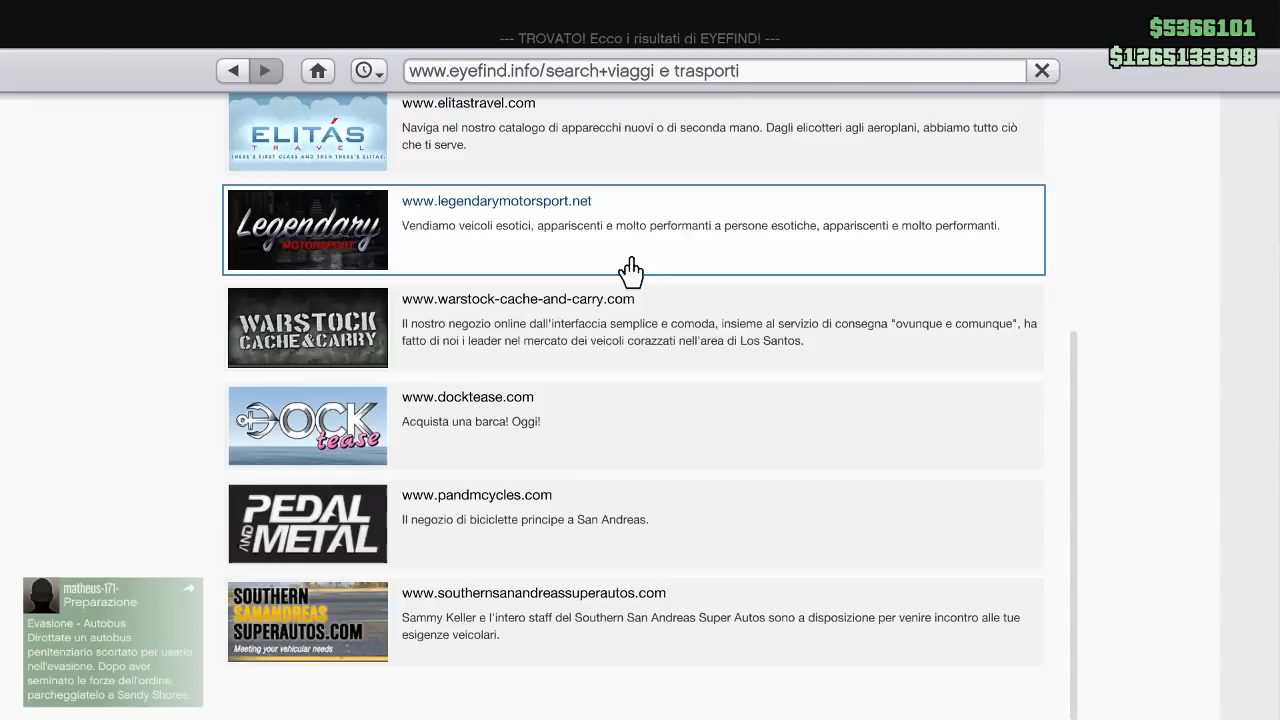 $5366101
--- TROVATO! Ecco i risultati di EYEFIND! ---
$1265133398
www.eyefind.info/search+viaggi e trasporti
ELITÁS
TRAVEL
THERE'S FIRST CLASS AND THEN THERE'S ELITAS.
www.elitastravel.com
Naviga nel nostro catalogo di apparecchi nuovi o di seconda mano. Dagli elicotteri agli aeroplani, abbiamo tutto ciò
che ti serve.
Legendary
MOTORSPORT
www.legendarymotorsport.net
Vendiamo veicoli esotici, appariscenti e molto performanti a persone esotiche, appariscenti e molto performanti.
WARSTOCK
CACHE&CARRY
www.warstock-cache-and-carry.com
Il nostro negozio online dall'interfaccia semplice e comoda, insieme al servizio di consegna "ovunque e comunque", ha
fatto di noi i leader nel mercato dei veicoli corazzati nell'area di Los Santos.
DOCK
tease
www.docktease.com
Acquista una barca! Oggi!
PEDAL
AND METAL
www.pandmcycles.com
Il negozio di biciclette principe a San Andreas.
SOUTHERN
SANANDREAS
SUPERAUTOS.COM
Meeting your vehicular needs
www.southernsanandreassuperautos.com
Sammy Keller e l'intero staff del Southern San Andreas Super Autos sono a disposizione per venire incontro alle tue
esigenze veicolari.
matheus-171-
Preparazione
Evasione - Autobus
Dirottate un autobus
penitenziario scortato per usarlo
nell'evasione. Dopo aver
seminato le forze dell'ordine,
parcheggiatelo a Sandy Shores.